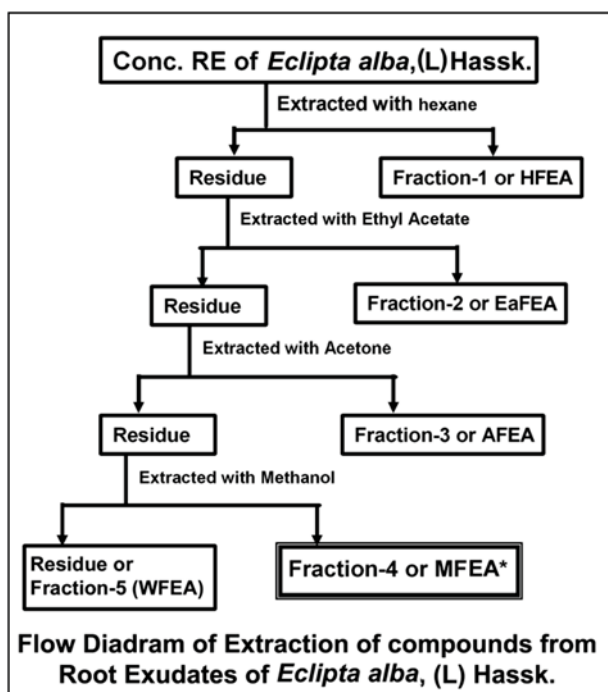 Conc. RE of Eclipta alba,(L)Hassk.
Extracted with hexane
Residue
Fraction-1 or HFEA
Extracted with Ethyl Acetate
Residue
Fraction-2 or EaFEA
Extracted with Acetone
Residue
Fraction-3 or AFEA
Extracted with Methanol
Residue or
Fraction-5 (WFEA)
Fraction-4 or MFEA*
Flow Diadram of Extraction of compounds from
Root Exudates of Eclipta alba, (L) Hassk.